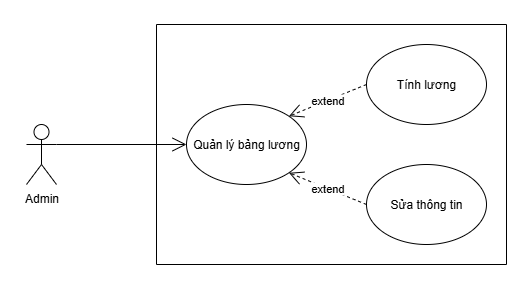 Tính lương
extend
Quản lý bảng lương
extend
Sửa thông tin
Admin